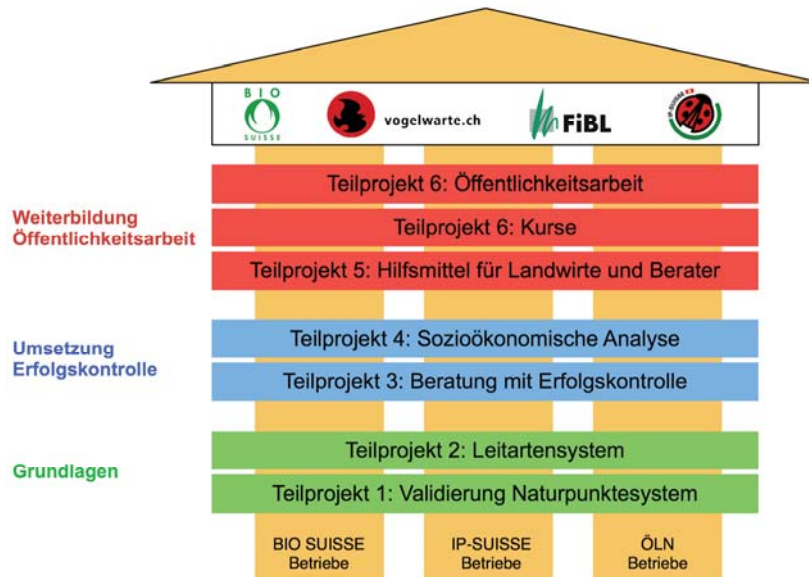 BIO
SUISSE
vogelwarte.ch
FiBL
IP-SUISSE
Teilprojekt 6: Öffentlichkeitsarbeit
Weiterbildung
Öffentlichkeitsarbeit
Teilprojekt 6: Kurse
Teilprojekt 5: Hilfsmittel für Landwirte und Berater
Umsetzung
Erfolgskontrolle
Teilprojekt 4: Sozioökonomische Analyse
Teilprojekt 3: Beratung mit Erfolgskontrolle
Grundlagen
Teilprojekt 2: Leitartensystem
Teilprojekt 1: Validierung Naturpunktesystem
BIO SUISSE
Betriebe
IP-SUISSE
Betriebe
ÖLN
Betriebe